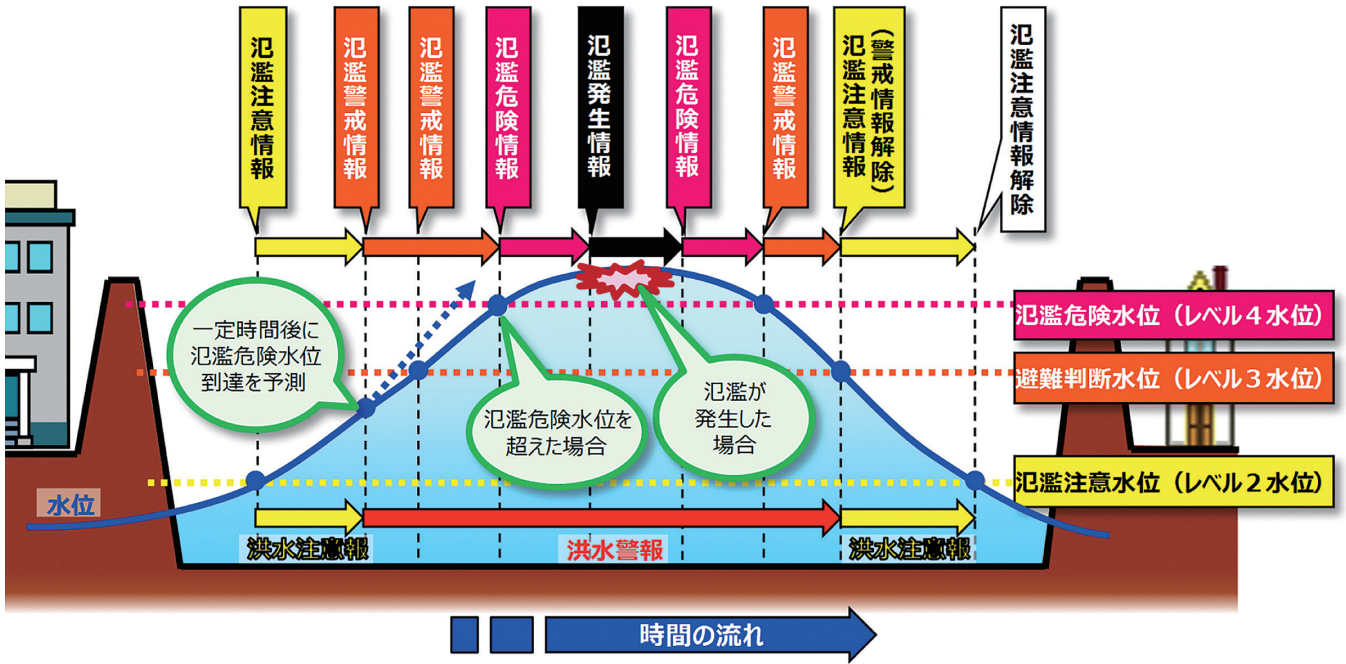 氾濫注意情報
氾濫警戒情報
氾濫警戒情報
氾濫危険情報
氾濫発生情報
氾濫危険情報
氾濫警戒情報
(警戒情報解除)
氾濫注意情報
氾濫注意情報解除
一定時間後に
氾濫危険水位
到達を予測
氾濫危険水位を
超えた場合
氾濫が
発生した
場合
氾濫危険水位(レベル4水位)
避難判断水位(レベル3水位)
氾濫注意水位(レベル2水位)
水位
洪水注意報
洪水警報
洪水注意報
時間の流れ